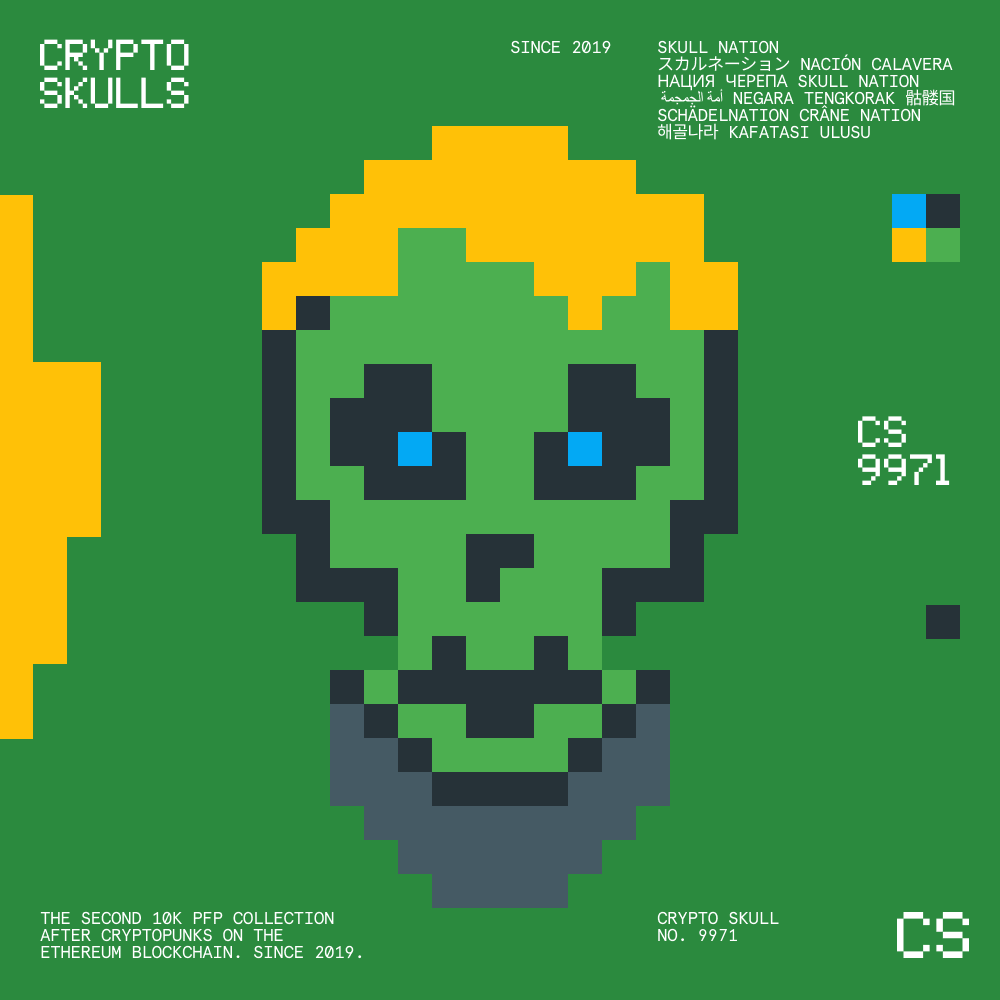 CRYPTO
SKULLS
SINCE 2019
SKULL NATION
スカルネーション NACIÓN CALAVERA
НАЦИЯ ЧЕРЕПА SKULL NATION
أمة الجمجمة NEGARA TENGKORAK 骷髅国
SCHÄDELNATION CRÂNE NATION
해골나라 KAFATASI ULUSU
CS
9971
THE SECOND 10K PFP COLLECTION
AFTER CRYPTOPUNKS ON THE
ETHEREUM BLOCKCHAIN. SINCE 2019.
CRYPTO SKULL
NO. 9971
CS